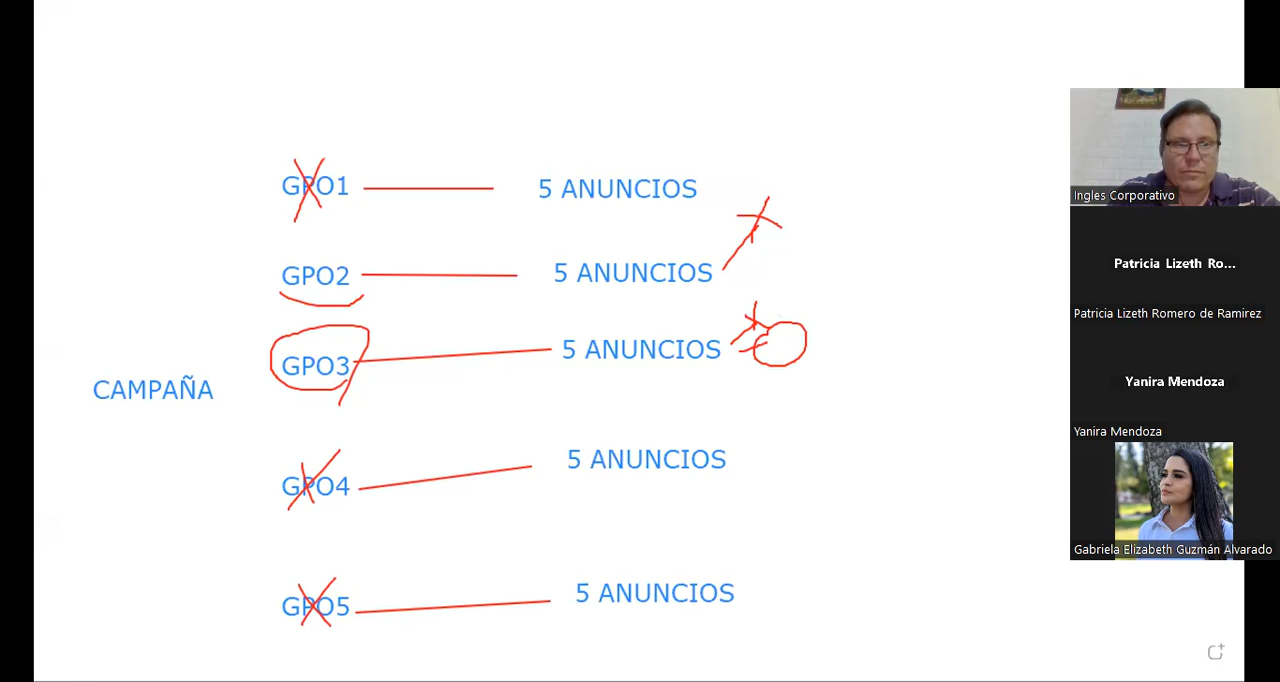 GPO1 5 ANUNCIOS
GPO2 5 ANUNCIOS
GPO3 5 ANUNCIOS
CAMPAÑA
GPO4 5 ANUNCIOS
GPO5 5 ANUNCIOS
Ingles Corporativo
Patricia Lizeth Ro...
Patricia Lizeth Romero de Ramirez
Yanira Mendoza
Yanira Mendoza
Gabriela Elizabeth Guzmán Alvarado